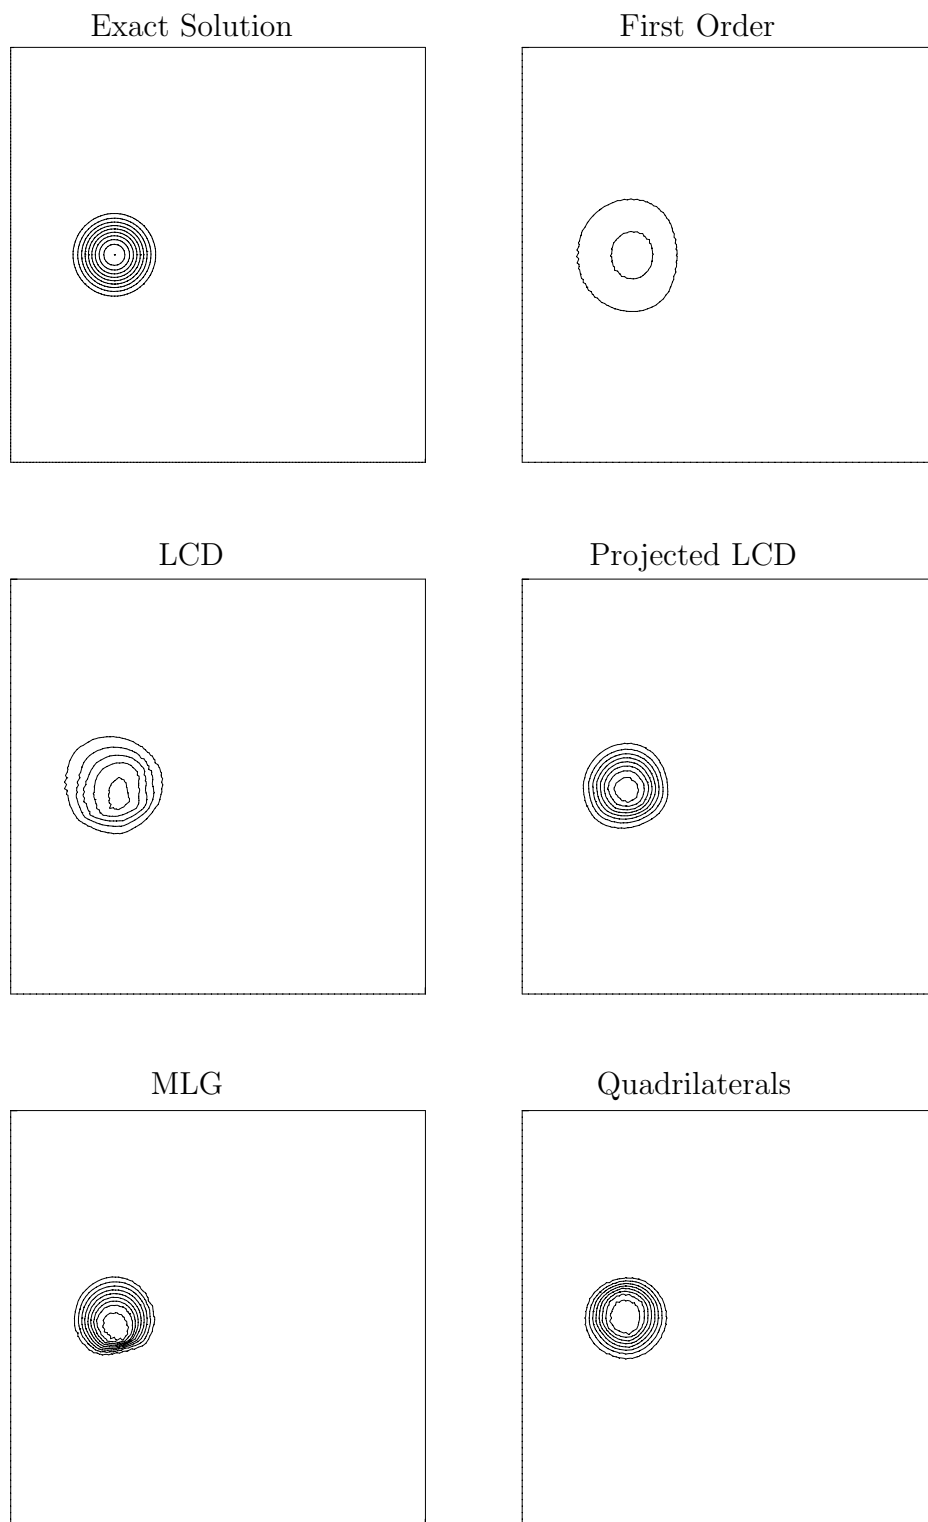 Exact Solution
First Order
LCD
Projected LCD
MLG
Quadrilaterals